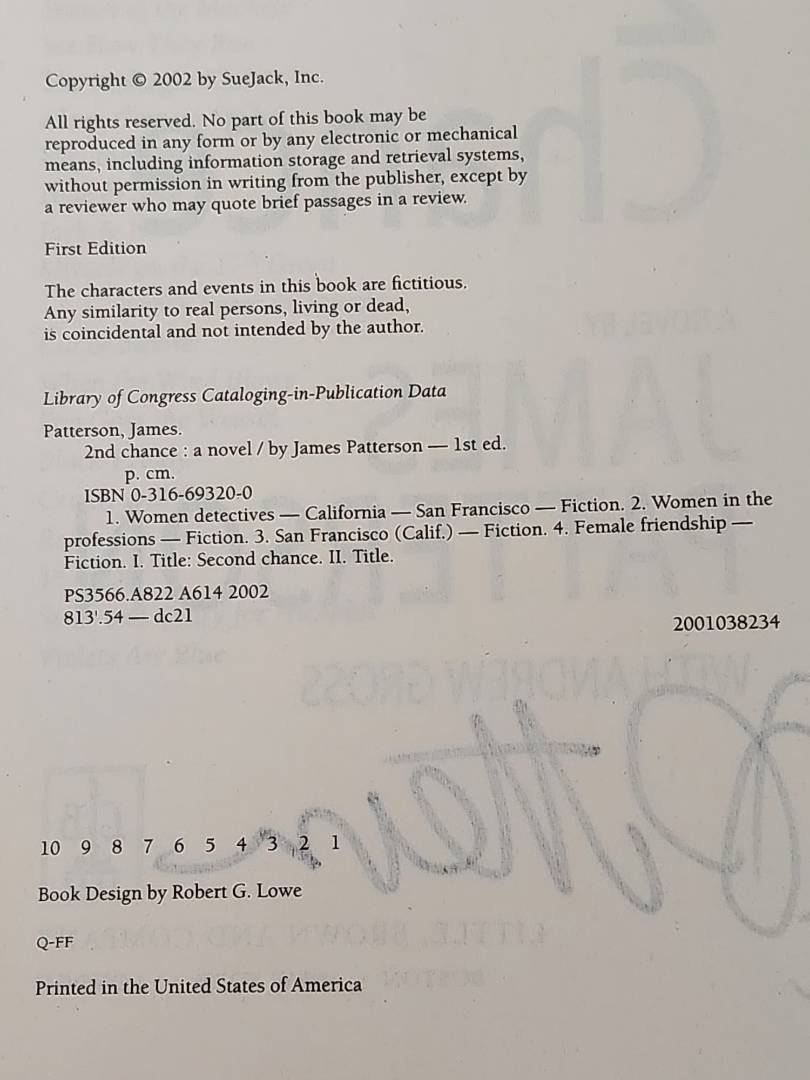 Copyright © 2002 by SueJack, Inc.
All rights reserved. No part of this book may be
reproduced in any form or by any electronic or mechanical
means, including information storage and retrieval systems,
without permission in writing from the publisher, except by
a reviewer who may quote brief passages in a review.
First Edition
The characters and events in this book are fictitious.
Any similarity to real persons, living or dead,
is coincidental and not intended by the author.
Library of Congress Cataloging-in-Publication Data
Patterson, James.
2nd chance : a novel / by James Patterson — 1st ed.
p. cm.
ISBN 0-316-69320-0
1. Women detectives — California — San Francisco — Fiction. 2. Women in the
professions — Fiction. 3. San Francisco (Calif.) — Fiction. 4. Female friendship —
Fiction. I. Title: Second chance. II. Title.
PS3566.A822 A614 2002
813'.54 — dc21
2001038234
10 9 8 7 6 5 4 3 2 1
Book Design by Robert G. Lowe
Q-FF
Printed in the United States of America